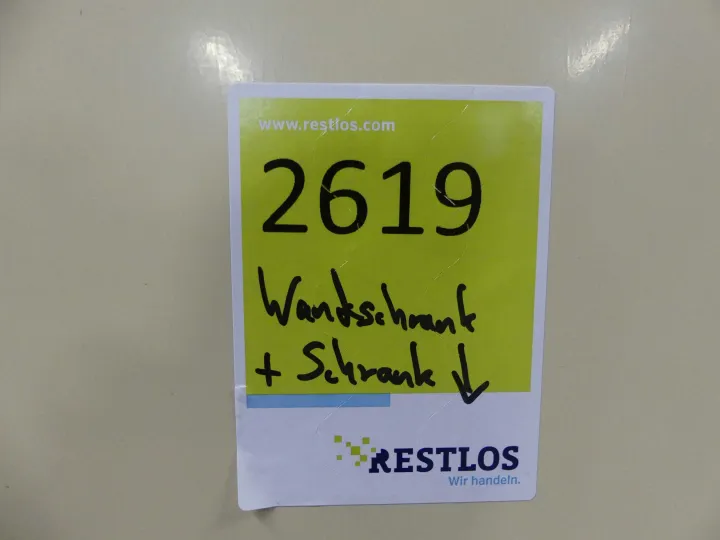 www.restlos.com
2619
Wandschrank
+ Schrank ↓
RESTLOS
Wir handeln.